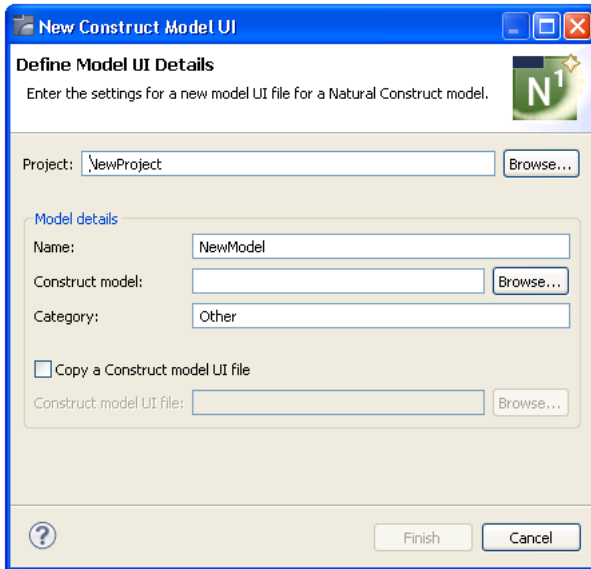 New Construct Model UI
Define Model UI Details
Enter the settings for a new model UI file for a Natural Construct model.
N1
Project: NewProject Browse...
Model details
Name: NewModel
Construct model: Browse...
Category: Other
Copy a Construct model UI file
Construct model UI file: Browse...
? Finish Cancel